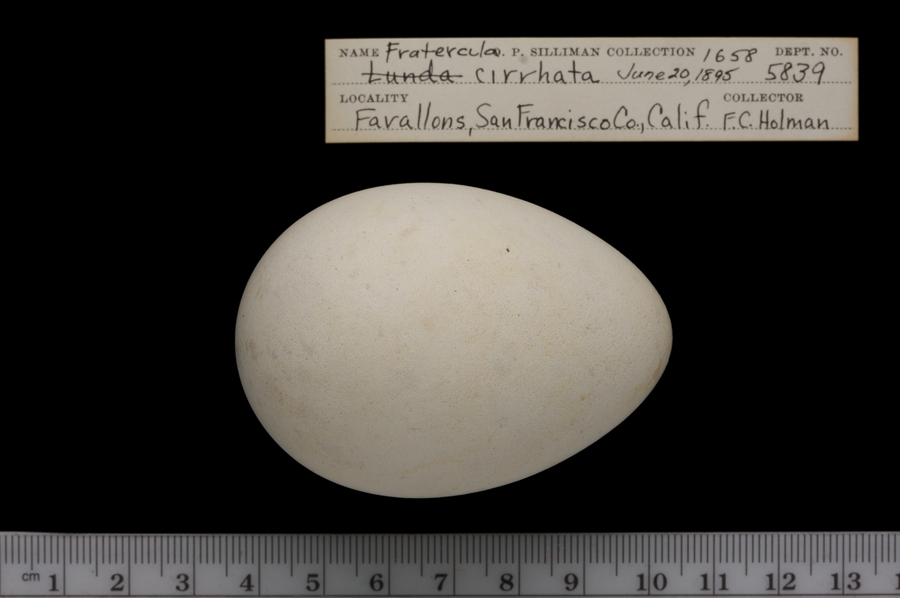 NAME Fratercula. P. SILLIMAN COLLECTION 1658 DEPT. NO.
Lunda cirrhata June 20, 1895 5839
LOCALITY COLLECTOR
Farallons, San Francisco Co., Calif. F.C. Holman
cm 1 2 3 4 5 6 7 8 9 10 11 12 13